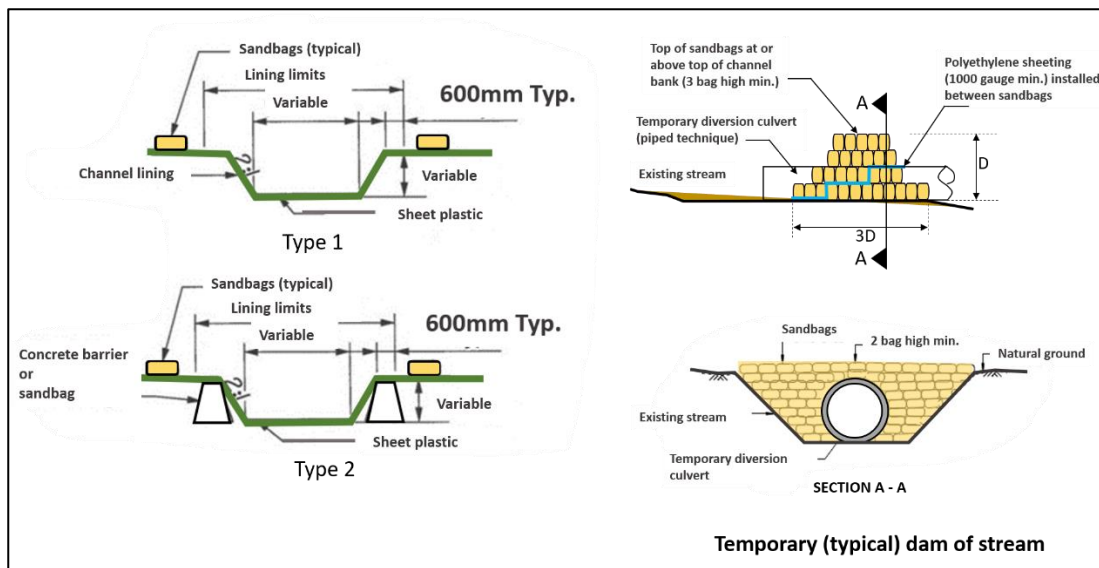 Sandbags (typical)
Lining limits
Variable
600mm Typ.
Channel lining
2:1
Variable
Sheet plastic
Type 1
Sandbags (typical)
Lining limits
Variable
600mm Typ.
Concrete barrier
or
sandbag
2:1
Variable
Sheet plastic
Type 2
Top of sandbags at or
above top of channel
bank (3 bag high min.)
Polyethylene sheeting
(1000 gauge min.) installed
between sandbags
A
Temporary diversion culvert
(piped technique)
Existing stream
D
3D
A
Sandbags
2 bag high min.
Natural ground
Existing stream
Temporary diversion
culvert
SECTION A - A
Temporary (typical) dam of stream